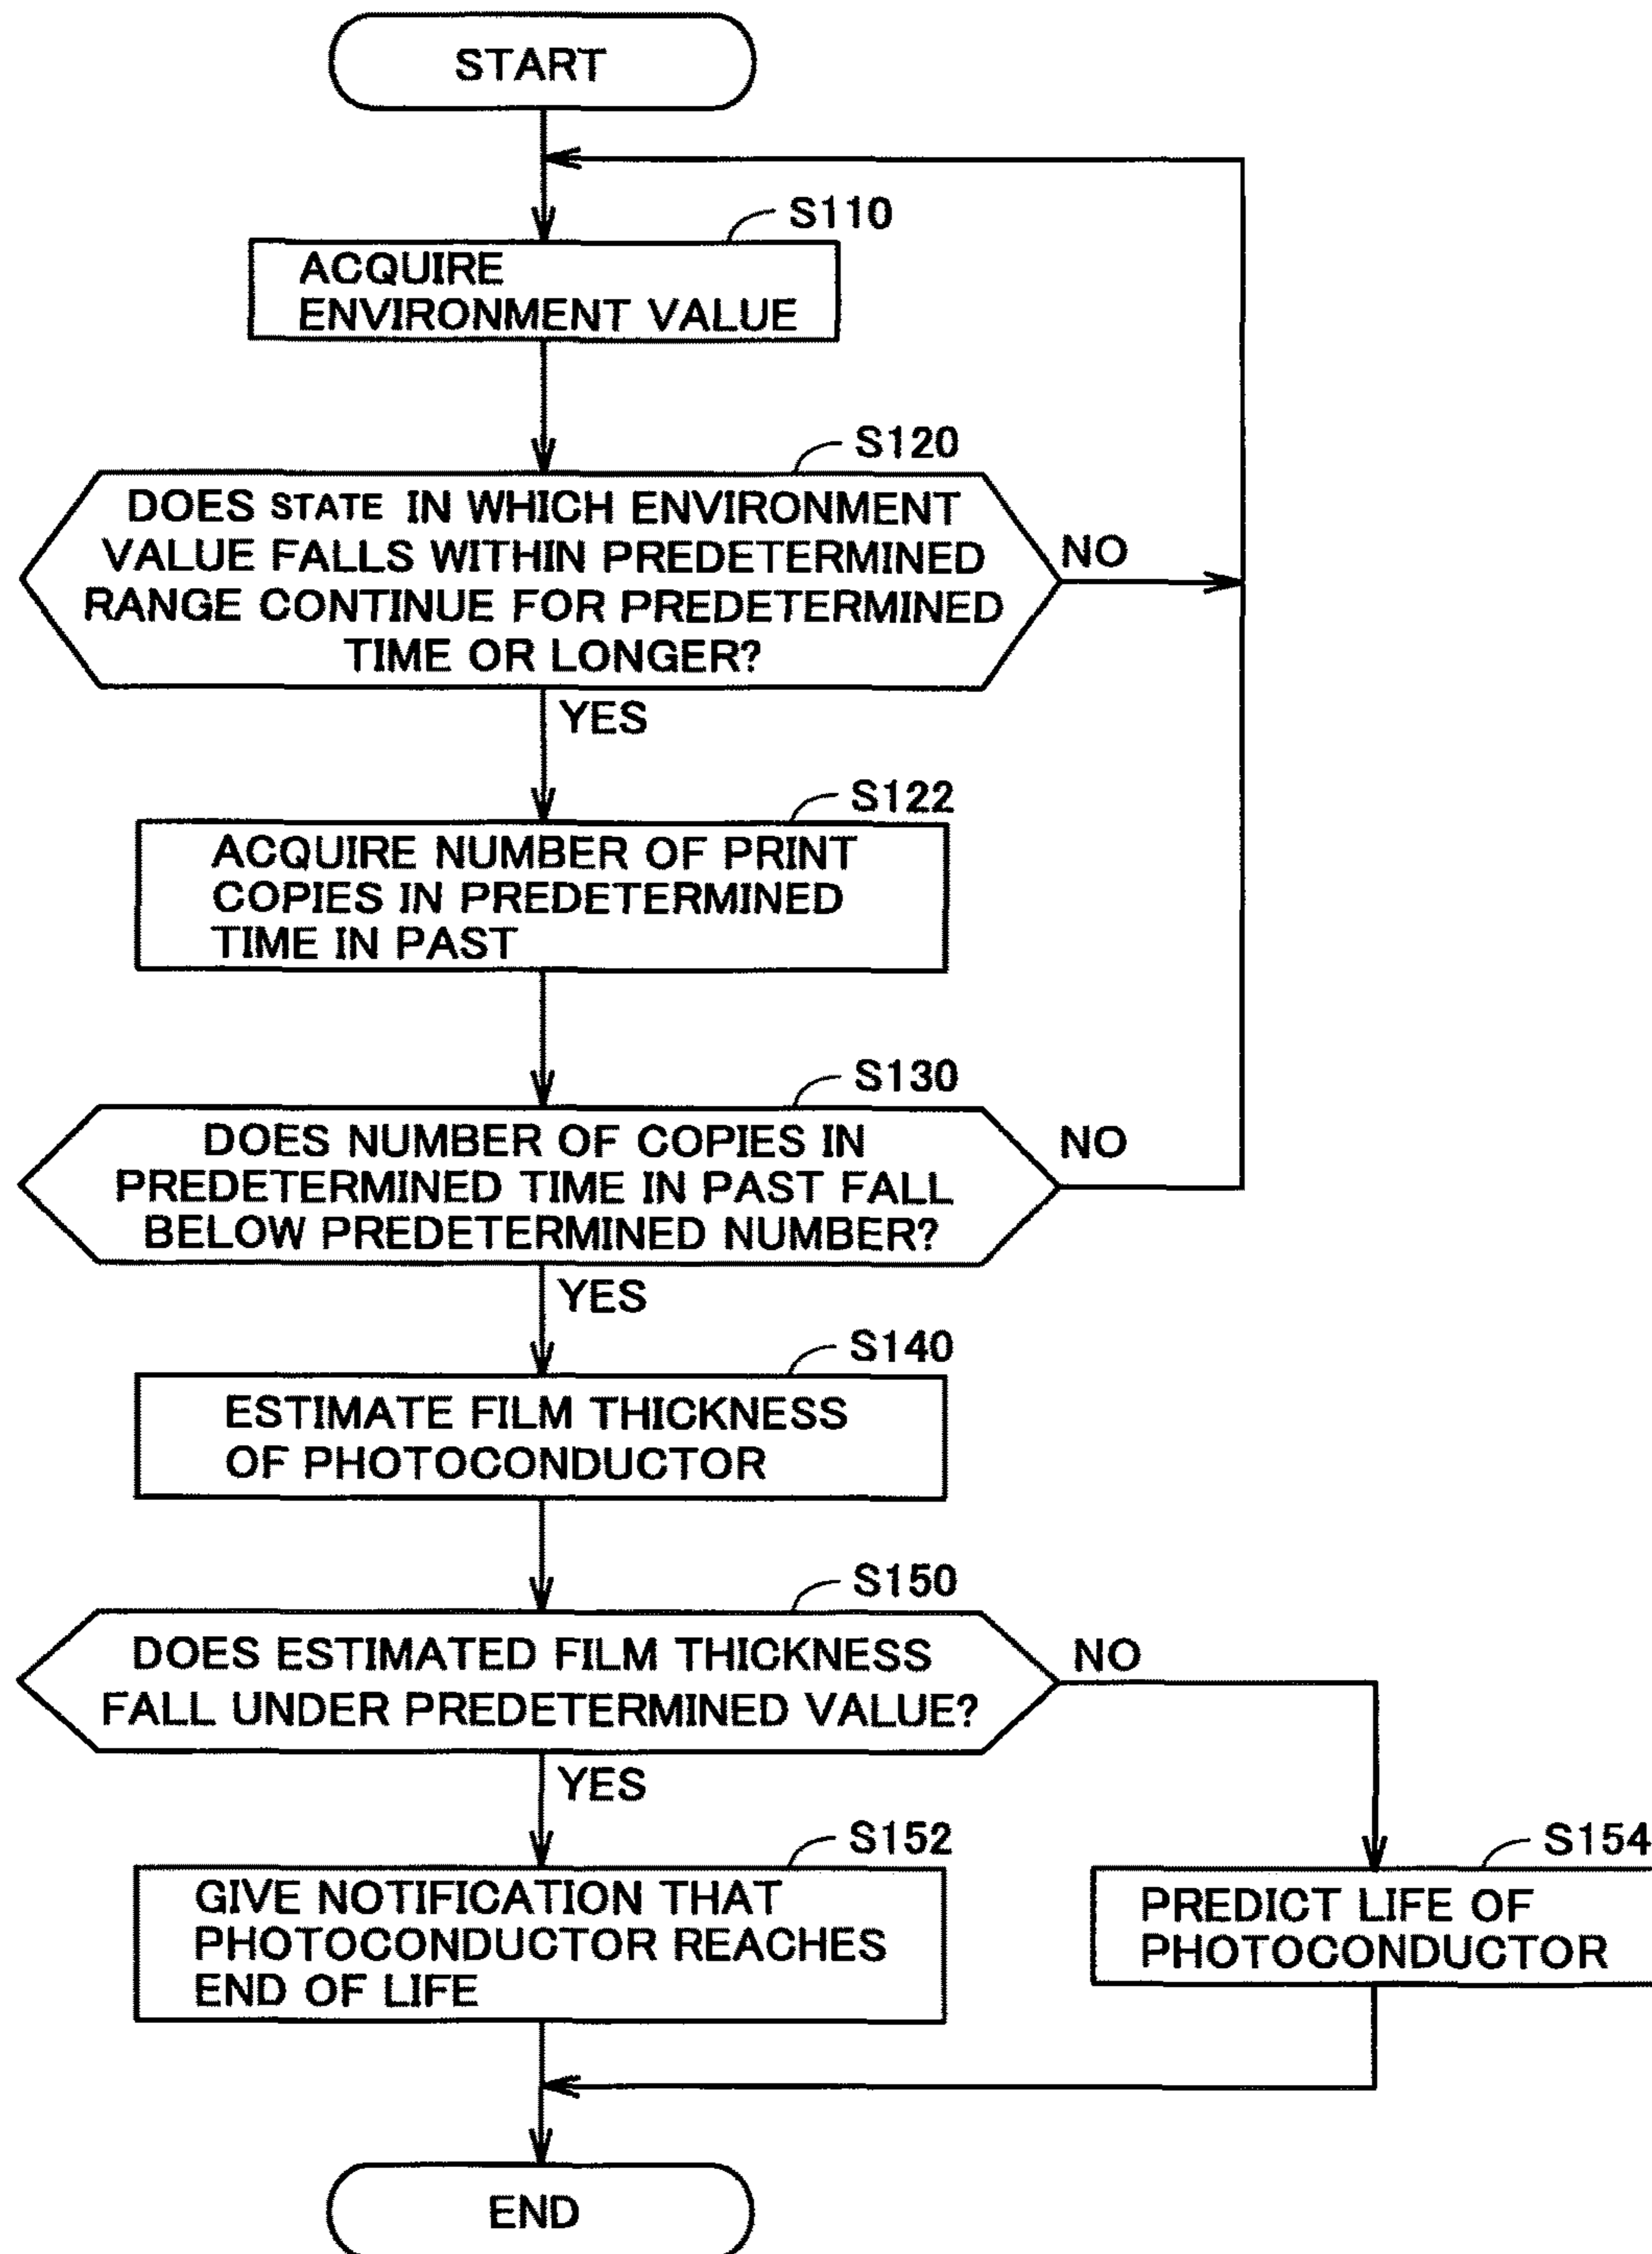 START
S110
ACQUIRE
ENVIRONMENT VALUE
S120
DOES STATE IN WHICH ENVIRONMENT
VALUE FALLS WITHIN PREDETERMINED
RANGE CONTINUE FOR PREDETERMINED
TIME OR LONGER?
NO
YES
S122
ACQUIRE NUMBER OF PRINT
COPIES IN PREDETERMINED
TIME IN PAST
S130
DOES NUMBER OF COPIES IN
PREDETERMINED TIME IN PAST FALL
BELOW PREDETERMINED NUMBER?
NO
YES
S140
ESTIMATE FILM THICKNESS
OF PHOTOCONDUCTOR
S150
DOES ESTIMATED FILM THICKNESS
FALL UNDER PREDETERMINED VALUE?
NO
YES
S152
GIVE NOTIFICATION THAT
PHOTOCONDUCTOR REACHES
END OF LIFE
S154
PREDICT LIFE OF
PHOTOCONDUCTOR
END